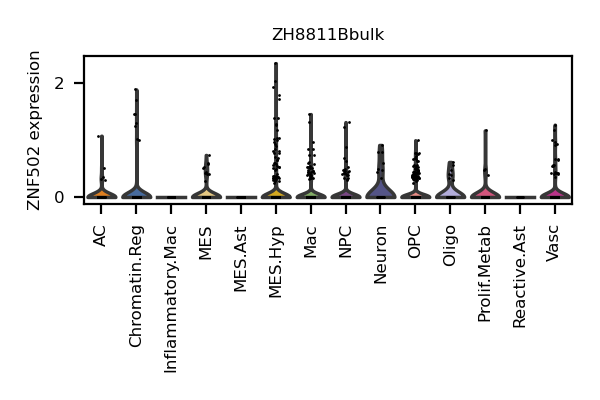 ZH8811Bbulk
ZNF502 expression
2
0
AC
Chromatin.Reg
Inflammatory.Mac
MES
MES.Ast
MES.Hyp
Mac
NPC
Neuron
OPC
Oligo
Prolif.Metab
Reactive.Ast
Vasc